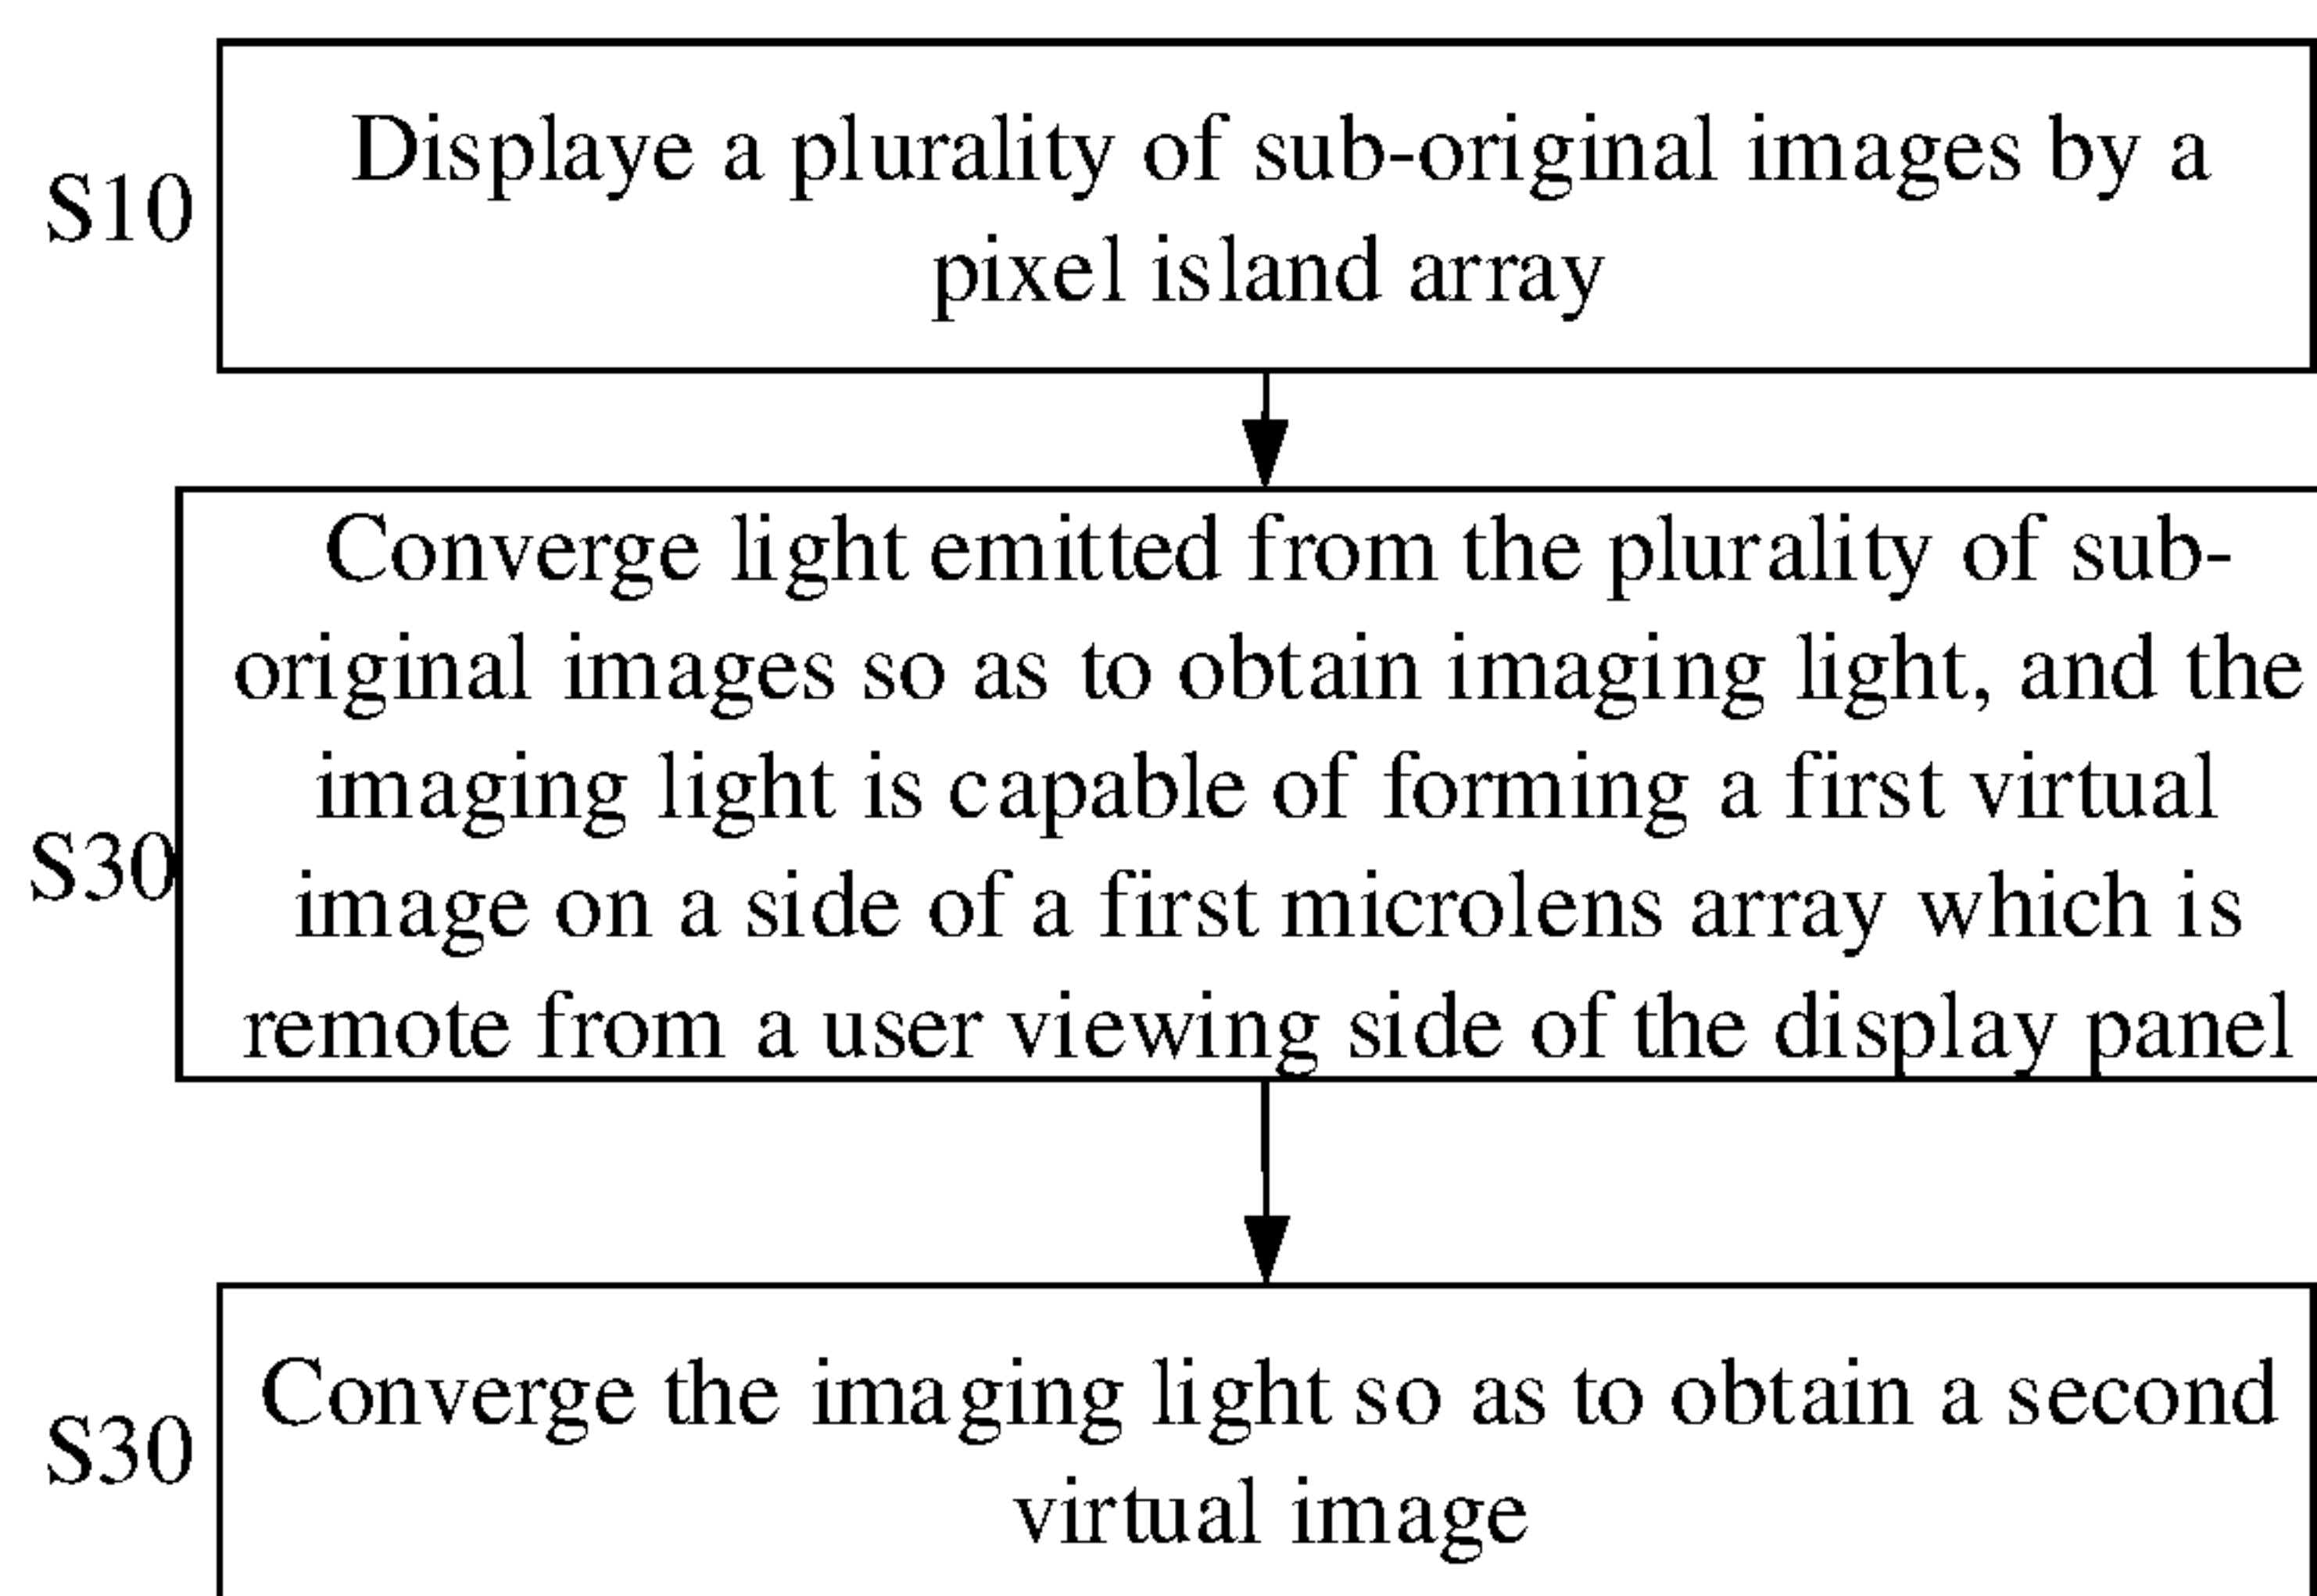 S10
Displaye a plurality of sub-original images by a
pixel island array
S30
Converge light emitted from the plurality of sub-
original images so as to obtain imaging light, and the
imaging light is capable of forming a first virtual
image on a side of a first microlens array which is
remote from a user viewing side of the display panel
S30
Converge the imaging light so as to obtain a second
virtual image